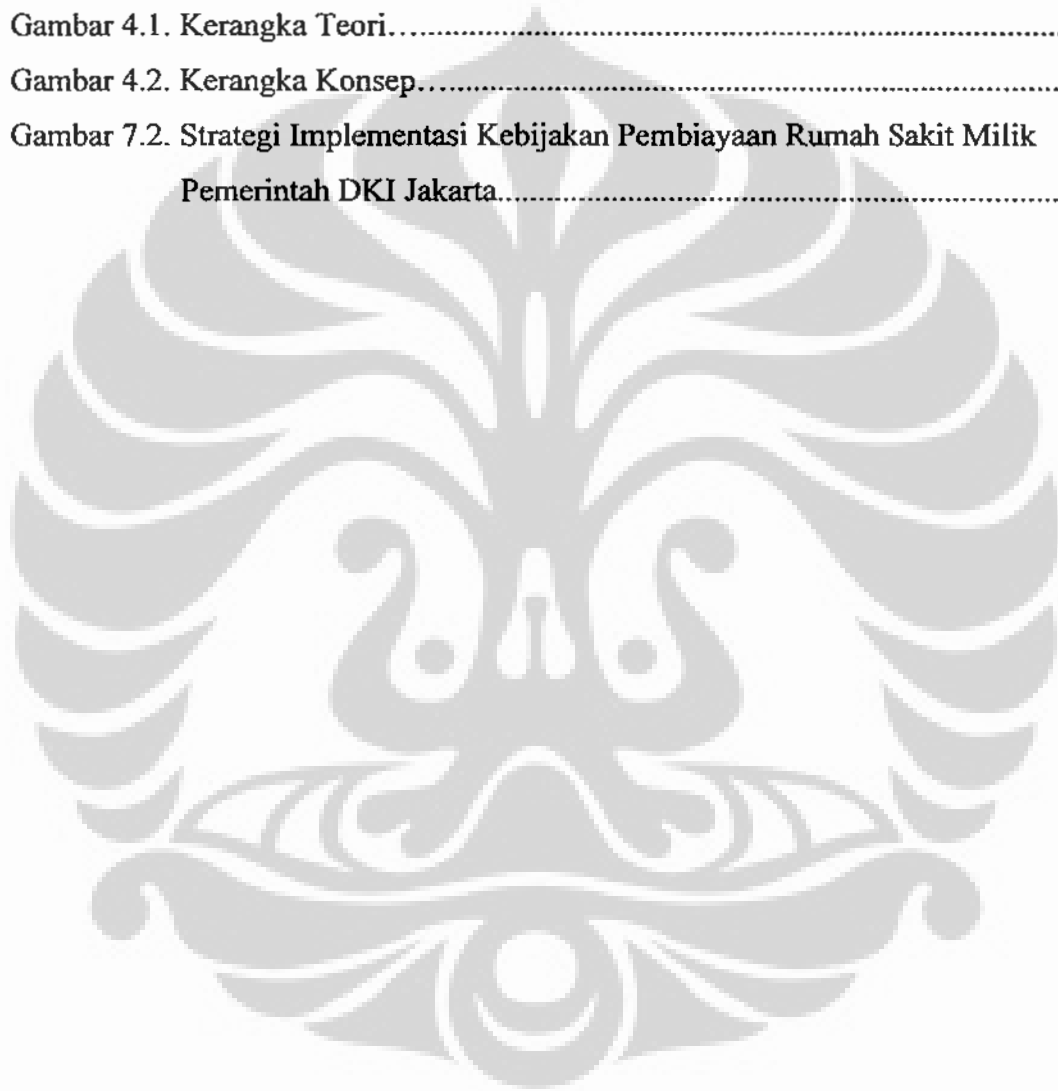 Gambar 4.1. Kerangka Teori................................................................................
Gambar 4.2. Kerangka Konsep............................................................................
Gambar 7.2. Strategi Implementasi Kebijakan Pembiayaan Rumah Sakit Milik
Pemerintah DKI Jakarta................................................................